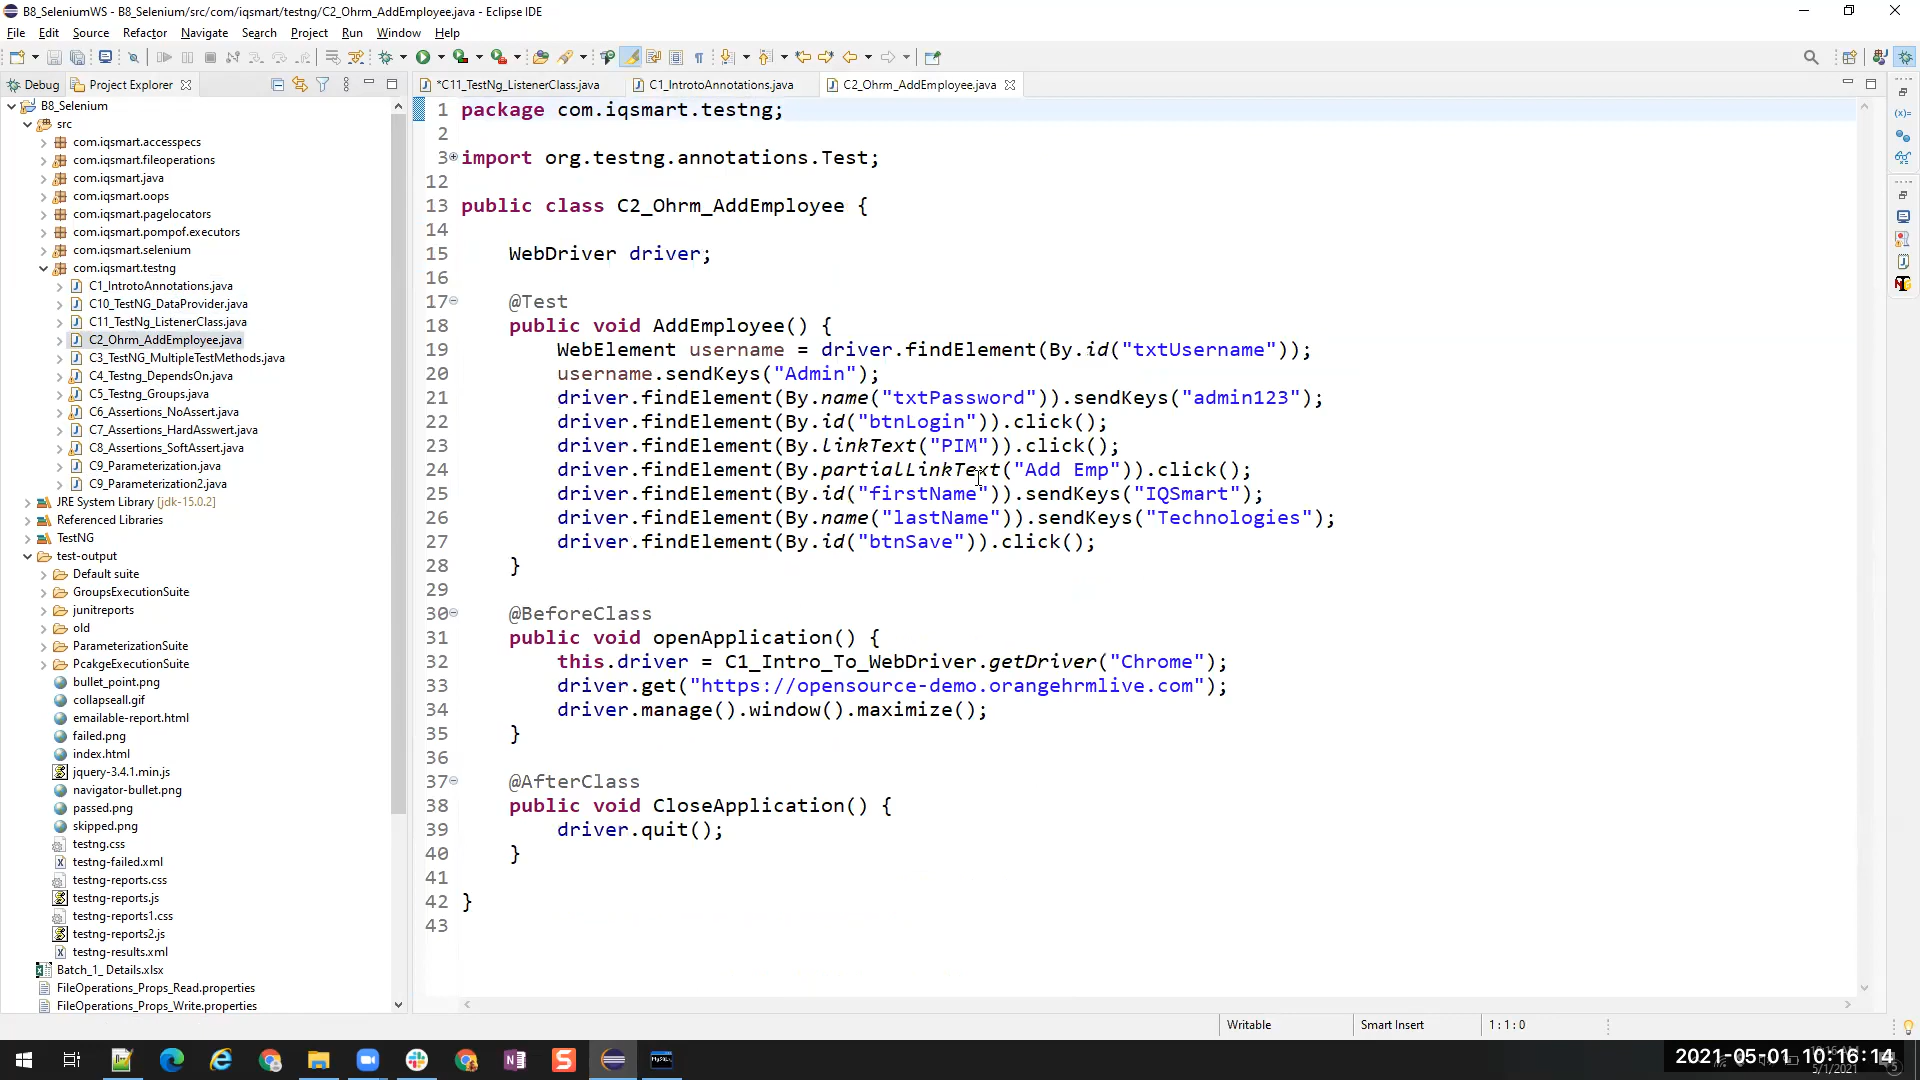 B8_SeleniumWS - B8_Selenium/src/com/iqsmart/testng/C2_Ohrm_AddEmployee.java - Eclipse IDE
File Edit Source Refactor Navigate Search Project Run Window Help
Debug Project Explorer
*C11_TestNg_ListenerClass.java C1_IntrotoAnnotations.java C2_Ohrm_AddEmployee.java
B8_Selenium
src
com.iqsmart.accesspecs
com.iqsmart.fileoperations
com.iqsmart.java
com.iqsmart.oops
com.iqsmart.pagelocators
com.iqsmart.pompof.executors
com.iqsmart.selenium
com.iqsmart.testng
C1_IntrotoAnnotations.java
C10_TestNG_DataProvider.java
C11_TestNg_ListenerClass.java
C2_Ohrm_AddEmployee.java
C3_TestNG_MultipleTestMethods.java
C4_Testng_DependsOn.java
C5_Testng_Groups.java
C6_Assertions_NoAssert.java
C7_Assertions_HardAsswert.java
C8_Assertions_SoftAssert.java
C9_Parameterization.java
C9_Parameterization2.java
JRE System Library [jdk-15.0.2]
Referenced Libraries
TestNG
test-output
Default suite
GroupsExecutionSuite
junitreports
old
ParameterizationSuite
PcakgeExecutionSuite
bullet_point.png
collapseall.gif
emailable-report.html
failed.png
index.html
jquery-3.4.1.min.js
navigator-bullet.png
passed.png
skipped.png
testng.css
testng-failed.xml
testng-reports.css
testng-reports.js
testng-reports1.css
testng-reports2.js
testng-results.xml
Batch_1_ Details.xlsx
FileOperations_Props_Read.properties
FileOperations_Props_Write.properties
1 package com.iqsmart.testng;
2
3 import org.testng.annotations.Test;
12
13 public class C2_Ohrm_AddEmployee {
14
15 WebDriver driver;
16
17 @Test
18 public void AddEmployee() {
19 WebElement username = driver.findElement(By.id("txtUsername"));
20 username.sendKeys("Admin");
21 driver.findElement(By.name("txtPassword")).sendKeys("admin123");
22 driver.findElement(By.id("btnLogin")).click();
23 driver.findElement(By.linkText("PIM")).click();
24 driver.findElement(By.partialLinkText("Add Emp")).click();
25 driver.findElement(By.id("firstName")).sendKeys("IQSmart");
26 driver.findElement(By.name("lastName")).sendKeys("Technologies");
27 driver.findElement(By.id("btnSave")).click();
28 }
29
30 @BeforeClass
31 public void openApplication() {
32 this.driver = C1_Intro_To_WebDriver.getDriver("Chrome");
33 driver.get("https://opensource-demo.orangehrmlive.com");
34 driver.manage().window().maximize();
35 }
36
37 @AfterClass
38 public void CloseApplication() {
39 driver.quit();
40 }
41
42 }
43
Writable Smart Insert 1 : 1 : 0
2021-05-01 10:16:14
5/1/2021